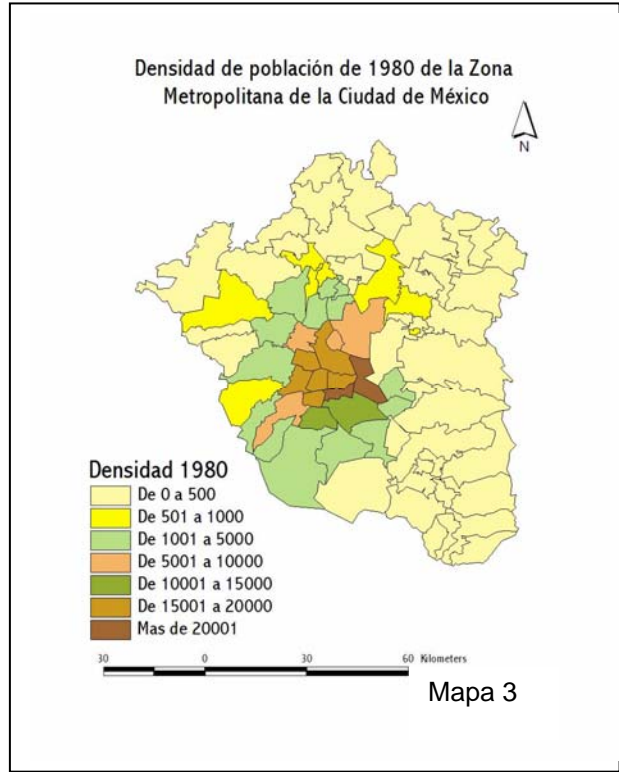 Densidad de población de 1980 de la Zona
Metropolitana de la Ciudad de México
N
Densidad 1980
De 0 a 500
De 501 a 1000
De 1001 a 5000
De 5001 a 10000
De 10001 a 15000
De 15001 a 20000
Mas de 20001
30 0 30 60 Kilometers
Mapa 3